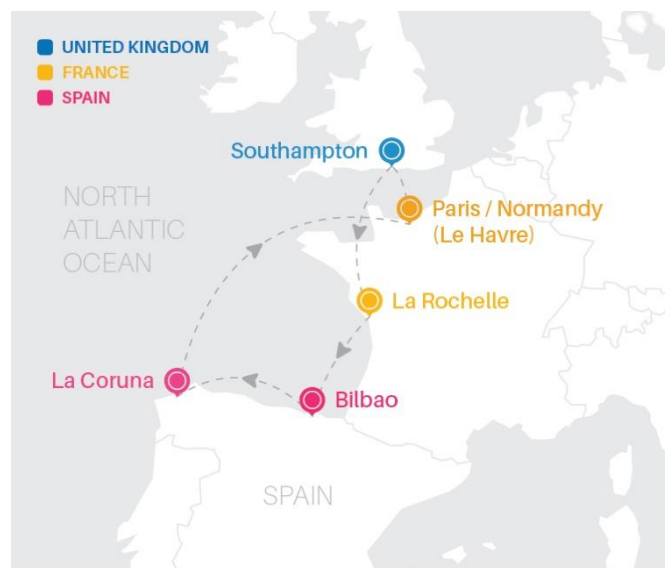 UNITED KINGDOM
FRANCE
SPAIN
Southampton
NORTH
ATLANTIC
OCEAN
Paris / Normandy
(Le Havre)
La Rochelle
La Coruna
Bilbao
SPAIN